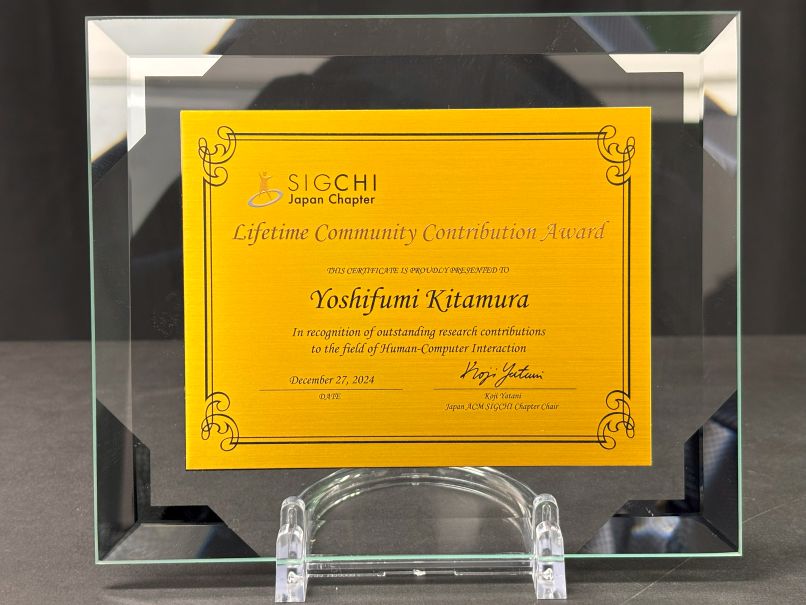 SIGCHI
Japan Chapter
Lifetime Community Contribution Award
THIS CERTIFICATE IS PROUDLY PRESENTED TO
Yoshifumi Kitamura
In recognition of outstanding research contributions
to the field of Human-Computer Interaction
December 27, 2024
DATE
Koji Yatani
Koji Yatani
Japan ACM SIGCHI Chapter Chair